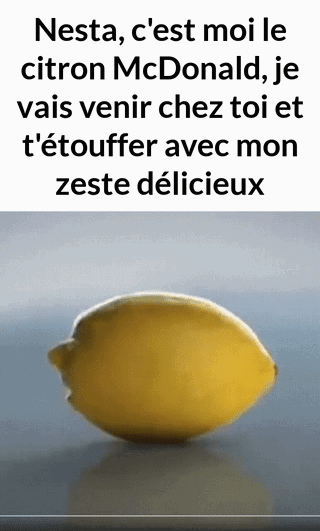 Nesta, c'est moi le
citron McDonald, je
vais venir chez toi et
t'étouffer avec mon
zeste délicieux